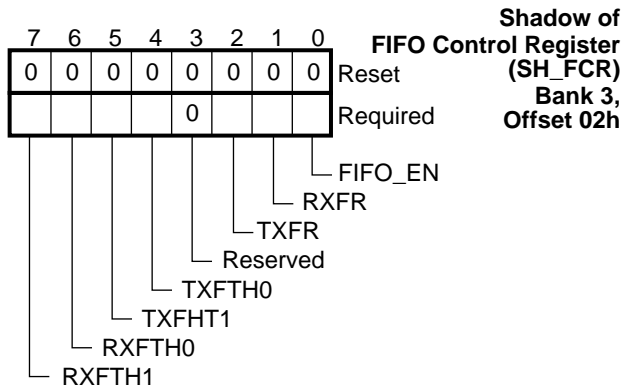 Shadow of
FIFO Control Register
(SH_FCR)
Bank 3,
Offset 02h
7 6 5 4 3 2 1 0
0 0 0 0 0 0 0 0 Reset
0 Required
FIFO_EN
RXFR
TXFR
Reserved
TXFTH0
TXFHT1
RXFTH0
RXFTH1